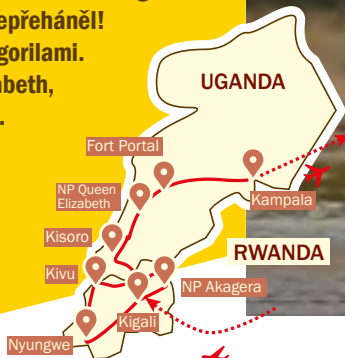 epřeháněl!
gorilami.
abeth,
UGANDA
Fort Portal
NP Queen
Elizabeth
Kampala
Kisoro
RWANDA
Kivu
NP Akagera
Kigali
Nyungwe